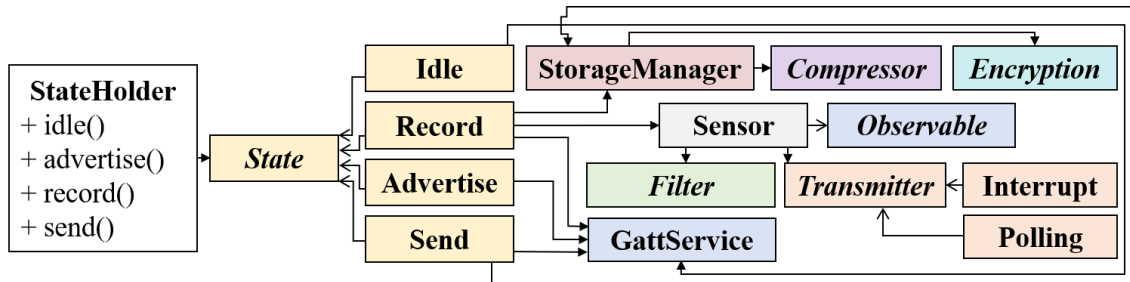 StateHolder
+ idle()
+ advertise()
+ record()
+ send()
State
Idle
Record
Advertise
Send
StorageManager
Compressor
Encryption
Sensor
Observable
Filter
Transmitter
Interrupt
GattService
Polling